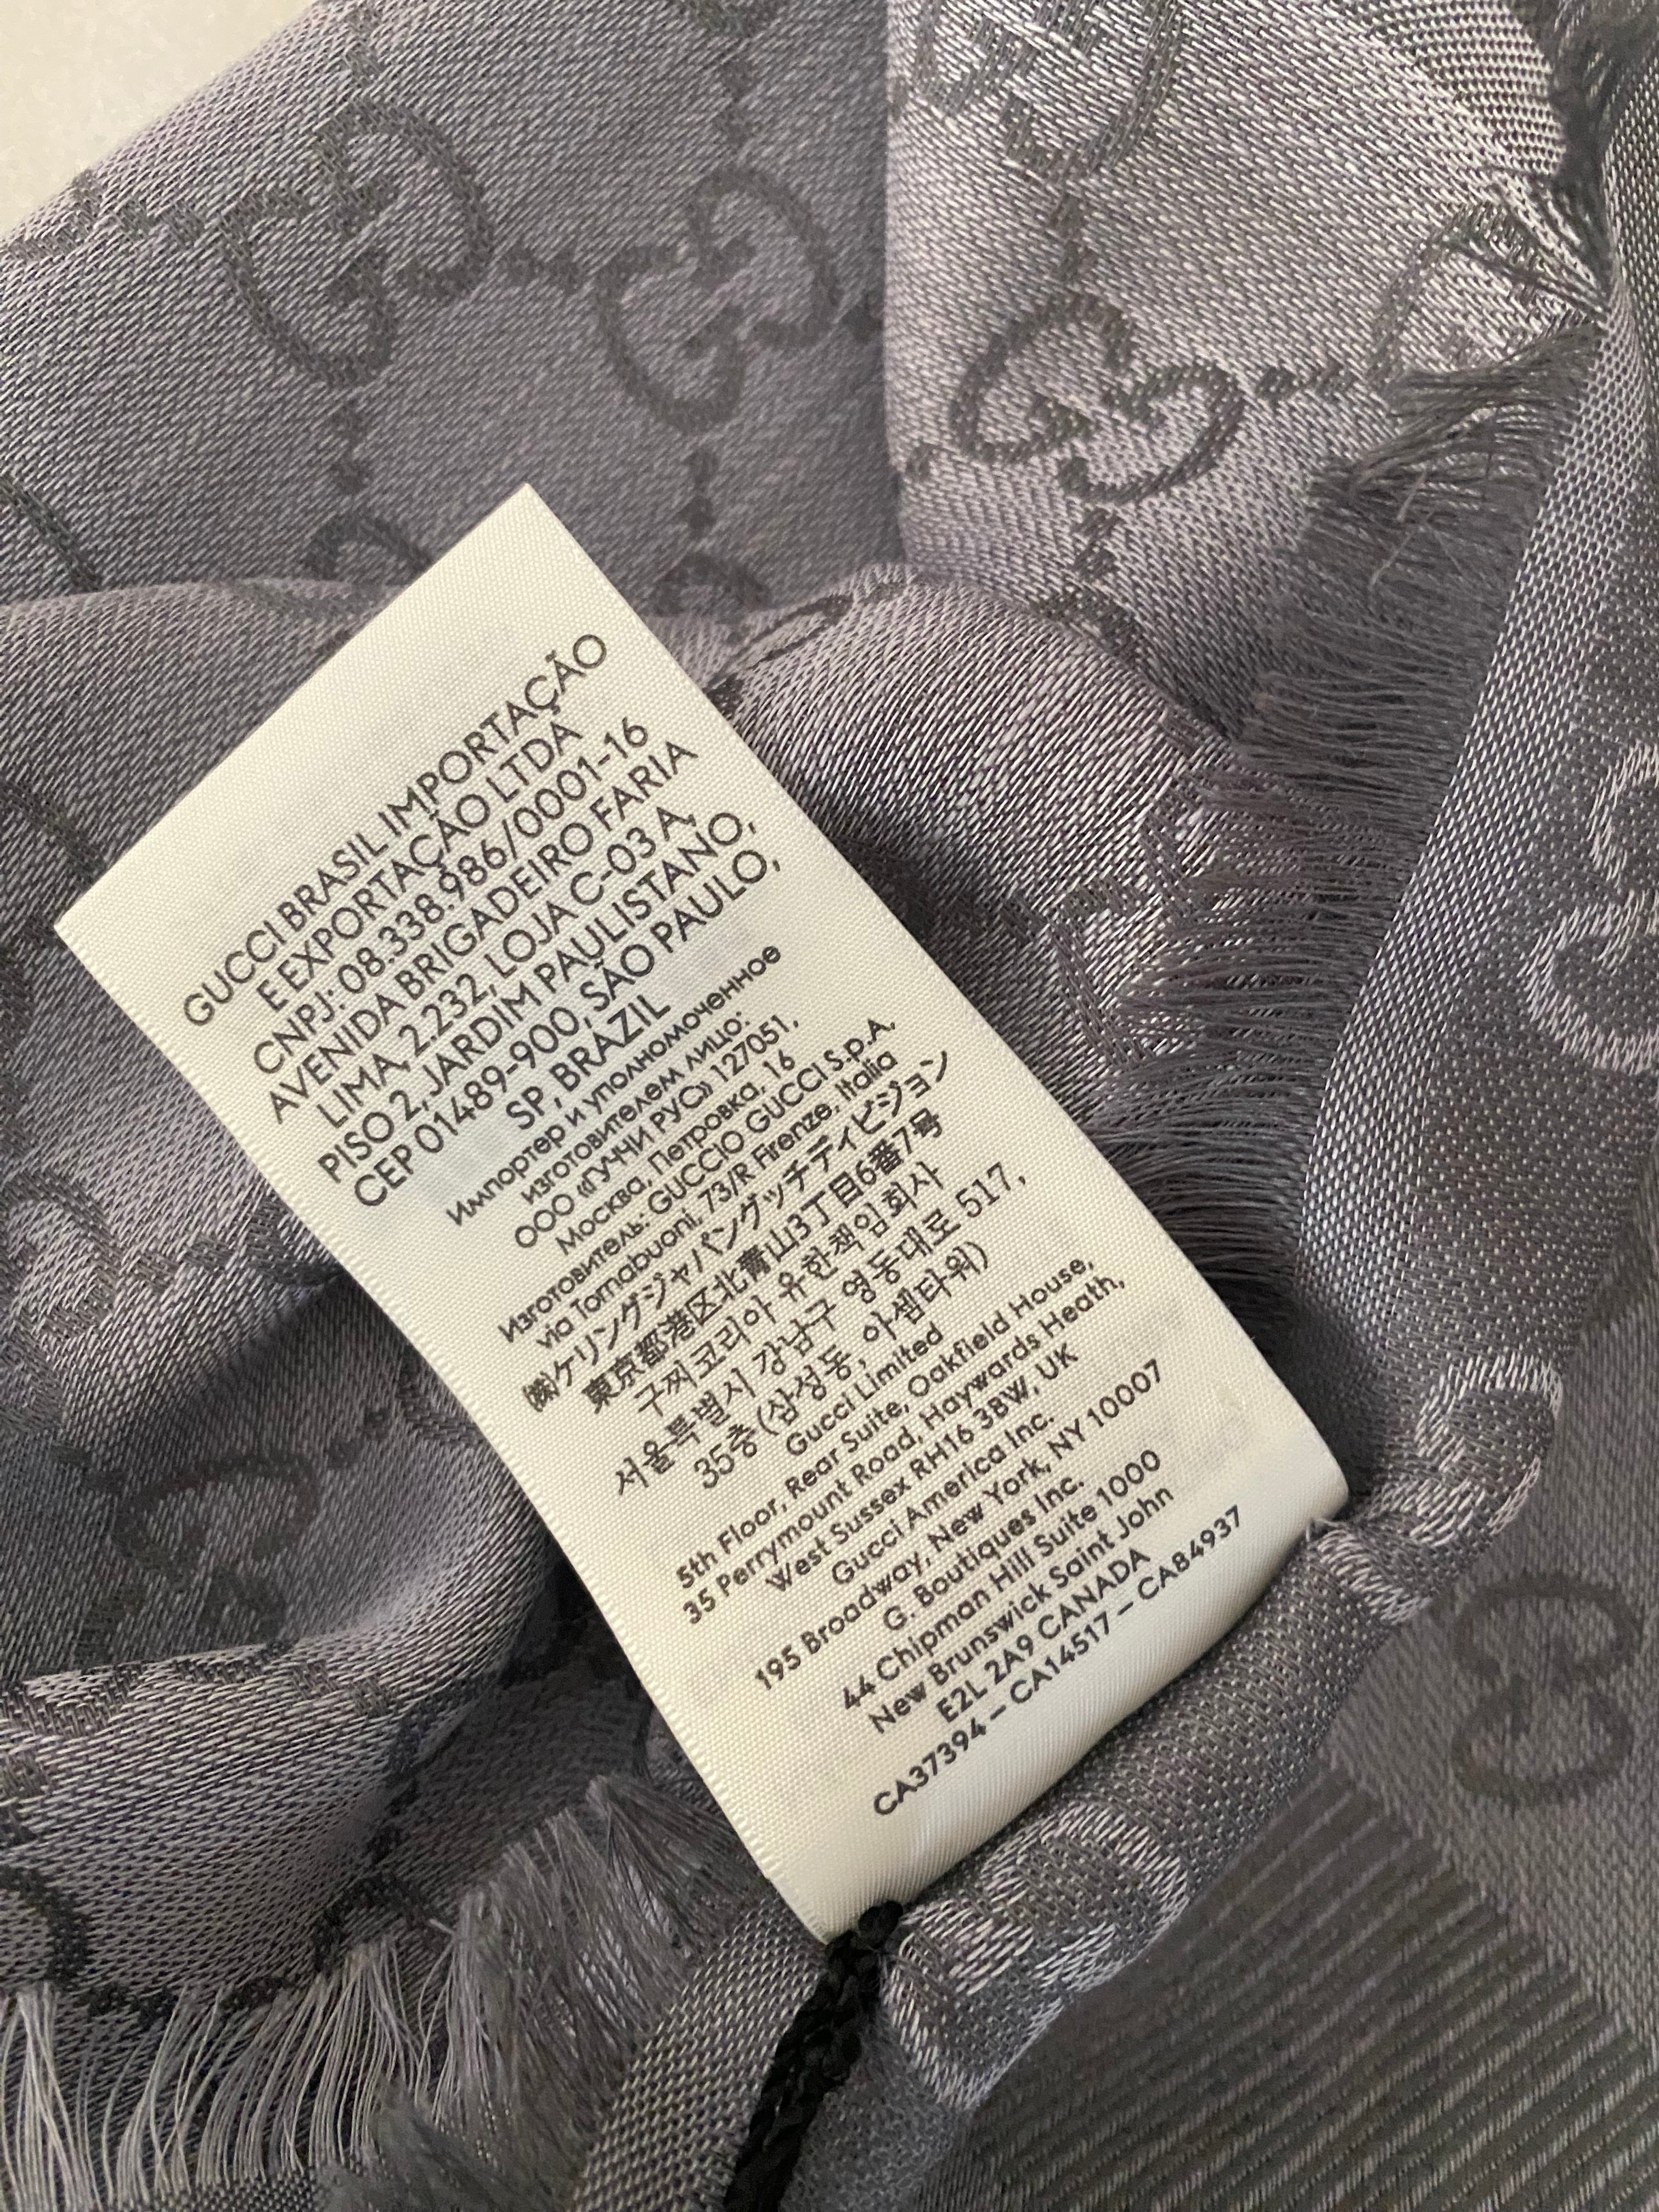 GUCCI BRASIL IMPORTAÇÃO
E EXPORTAÇÃO LTDA
CNPJ: 08.338.986/0001-16
AVENIDA BRIGADEIRO FARIA
LIMA, 2.232, LOJA C-03 A,
PISO 2, JARDIM PAULISTANO,
CEP 01489-900, SÃO PAULO,
SP, BRAZIL
Импортер и уполномоченное
изготовителем лицо:
ООО «ГУЧЧИ РУС» 127051,
Москва, Петровка, 16
Изготовитель: GUCCIO GUCCI S.p.A,
via Tornabuoni, 73/R Firenze, Italia
㈱ケリングジャパングッチディビジョン
東京都港区北青山3丁目6番7号
구찌코리아 유한책임회사
서울특별시 강남구 영동대로 517,
35층 (삼성동, 아셈타워)
Gucci Limited
5th Floor, Rear Suite, Oakfield House,
35 Perrymount Road, Haywards Heath,
West Sussex RH16 3BW, UK
Gucci America Inc.
195 Broadway, New York, NY 10007
G. Boutiques Inc.
44 Chipman Hill Suite 1000
New Brunswick Saint John
E2L 2A9 CANADA
CA37394 – CA14517 – CA84937